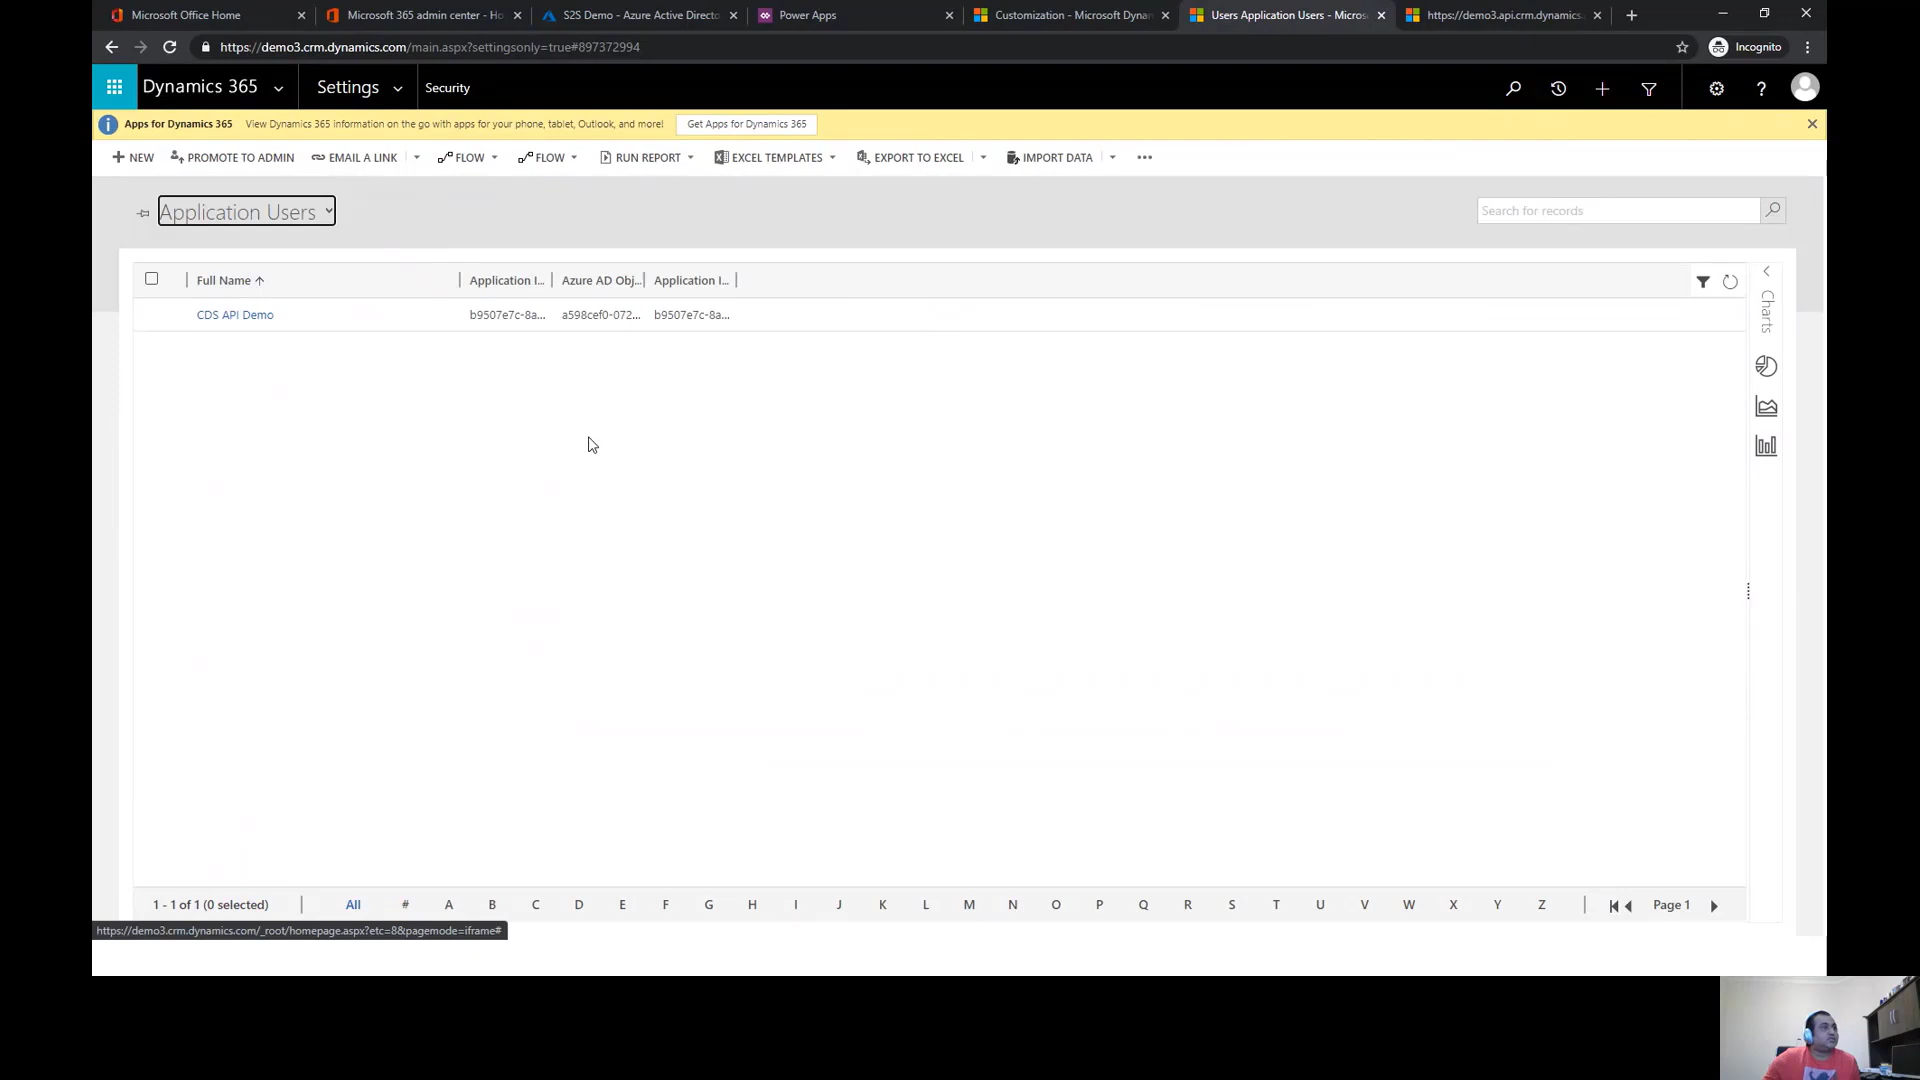 Microsoft Office Home
Microsoft 365 admin center - Ho
S2S Demo - Azure Active Directo
Power Apps
Customization - Microsoft Dynan
Users Application Users - Micros
https://demo3.api.crm.dynamics.
https://demo3.crm.dynamics.com/main.aspx?settingsonly=true#897372994
Incognito
Dynamics 365
Settings
Security
Apps for Dynamics 365
View Dynamics 365 information on the go with apps for your phone, tablet, Outlook, and more!
Get Apps for Dynamics 365
NEW
PROMOTE TO ADMIN
EMAIL A LINK
FLOW
FLOW
RUN REPORT
EXCEL TEMPLATES
EXPORT TO EXCEL
IMPORT DATA
Application Users
Search for records
Full Name
Application I...
Azure AD Obj...
Application I...
CDS API Demo
b9507e7c-8a...
a598cef0-072...
b9507e7c-8a...
Charts
1 - 1 of 1 (0 selected)
All # A B C D E F G H I J K L M N O P Q R S T U V W X Y Z
Page 1
https://demo3.crm.dynamics.com/_root/homepage.aspx?etc=8&pagemode=iframe#